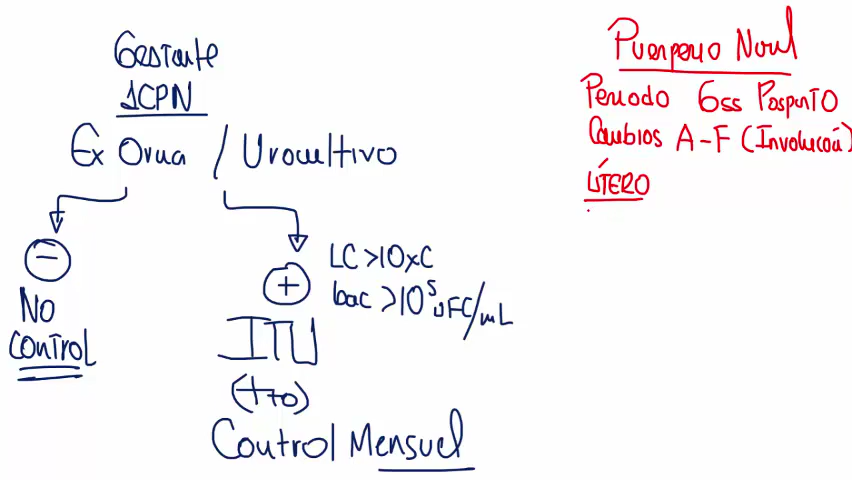 Gestante
1CPN
Ex Orina / Urocultivo
−
NO
CONTROL
+
LC >10xC
bac >10⁵ UFC/mL
ITU
(tto)
Control Mensual
Puerperio Normal
Periodo 6ss Posparto
Cambios A-F (Involución)
ÚTERO